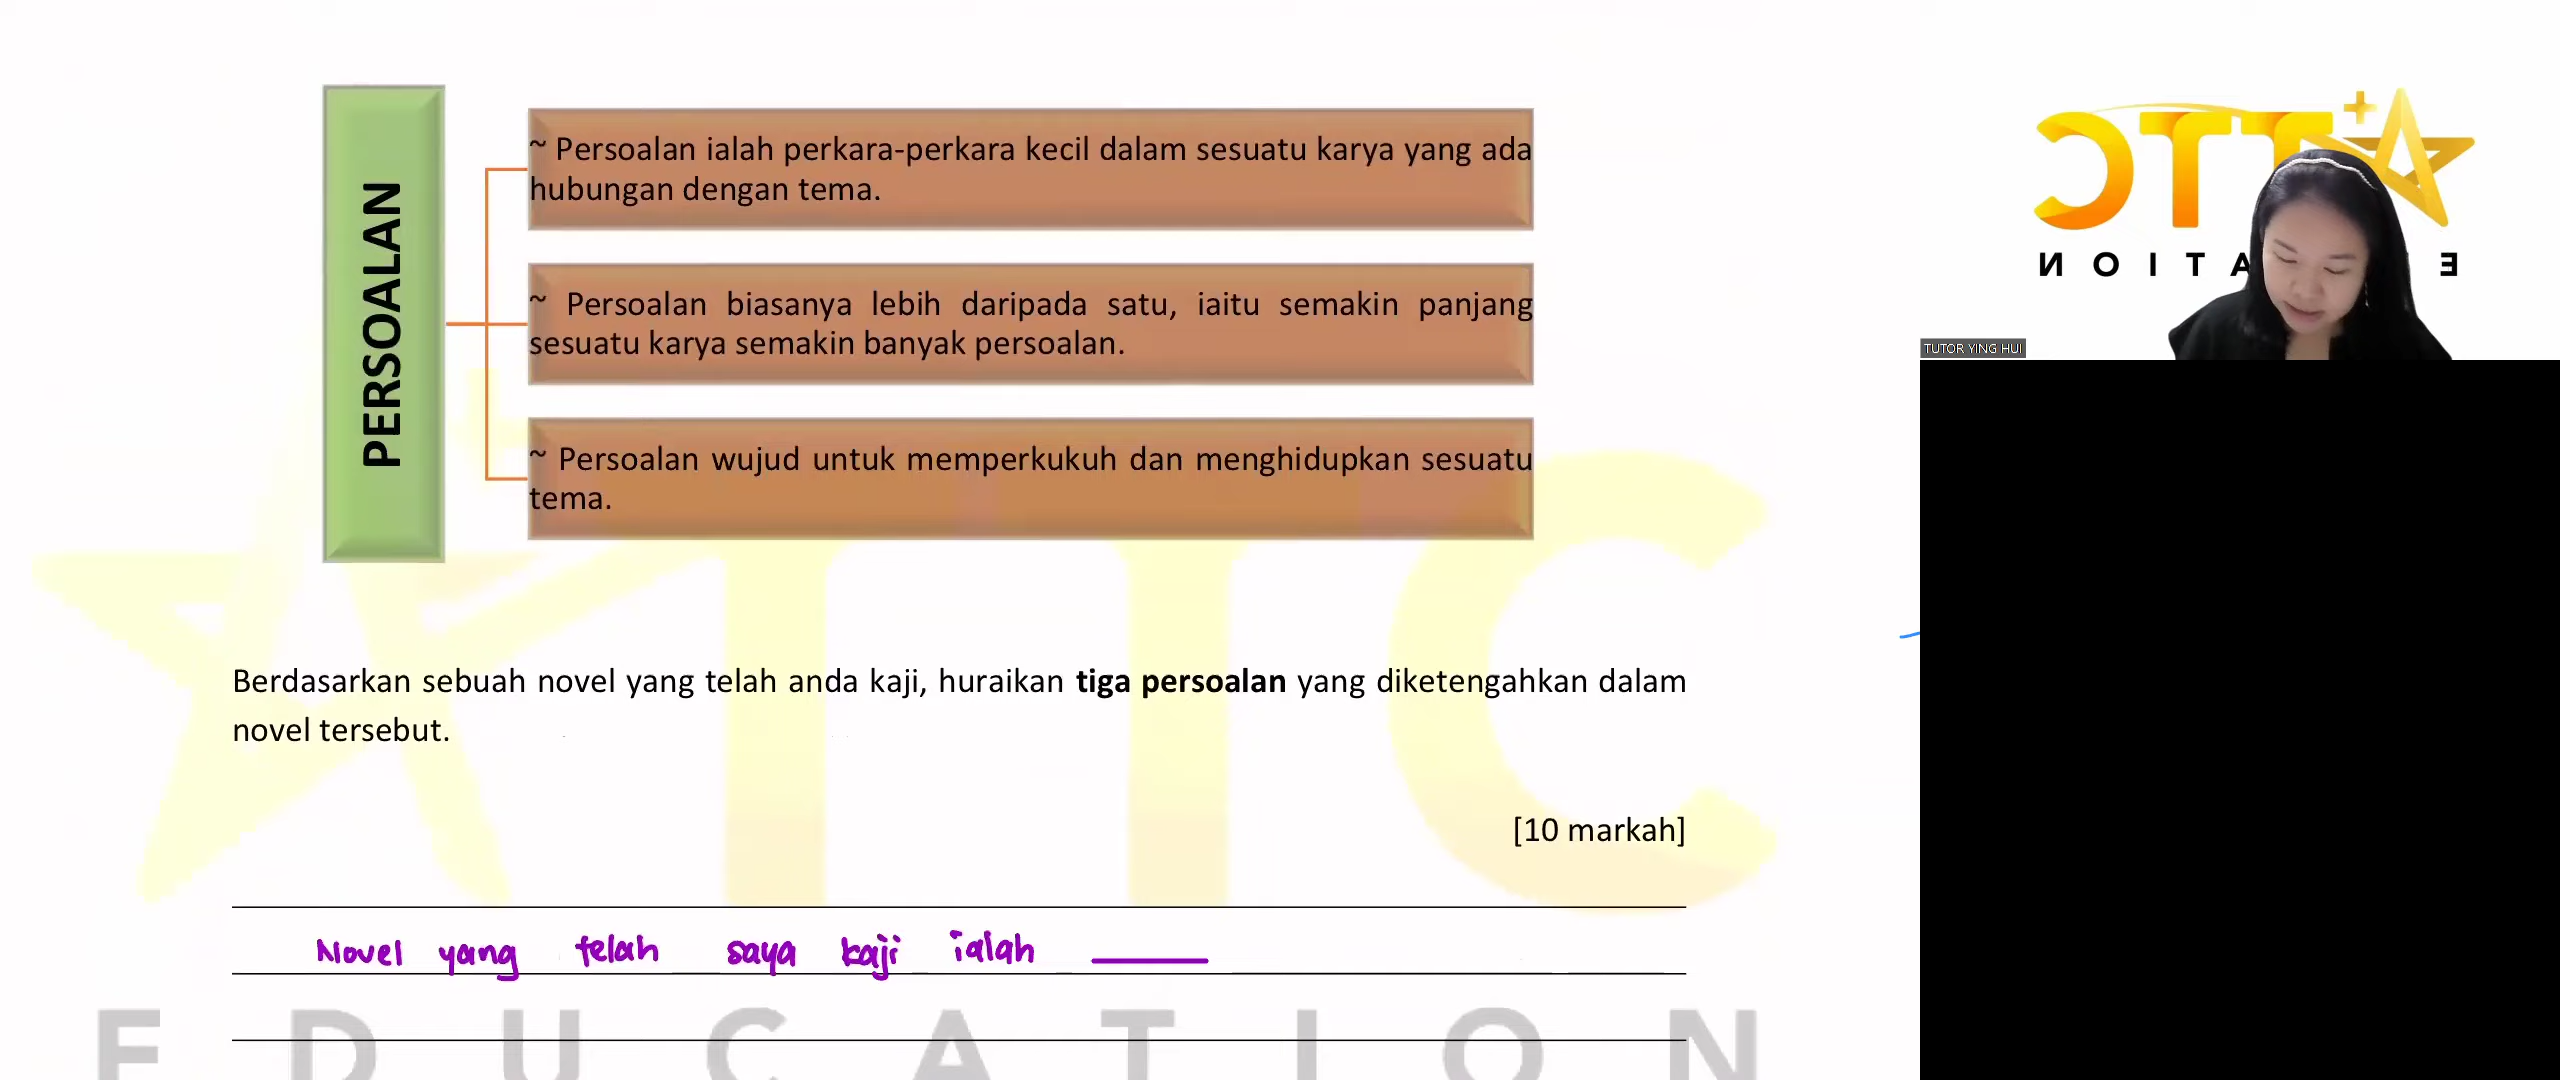 PERSOALAN
~ Persoalan ialah perkara-perkara kecil dalam sesuatu karya yang ada
hubungan dengan tema.
~ Persoalan biasanya lebih daripada satu, iaitu semakin panjang
sesuatu karya semakin banyak persoalan.
~ Persoalan wujud untuk memperkukuh dan menghidupkan sesuatu
tema.
Berdasarkan sebuah novel yang telah anda kaji, huraikan tiga persoalan yang diketengahkan dalam
novel tersebut.
[10 markah]
Novel yang telah saya kaji ialah
TTC
EDUCATION
TTC
TUTOR YING HUI